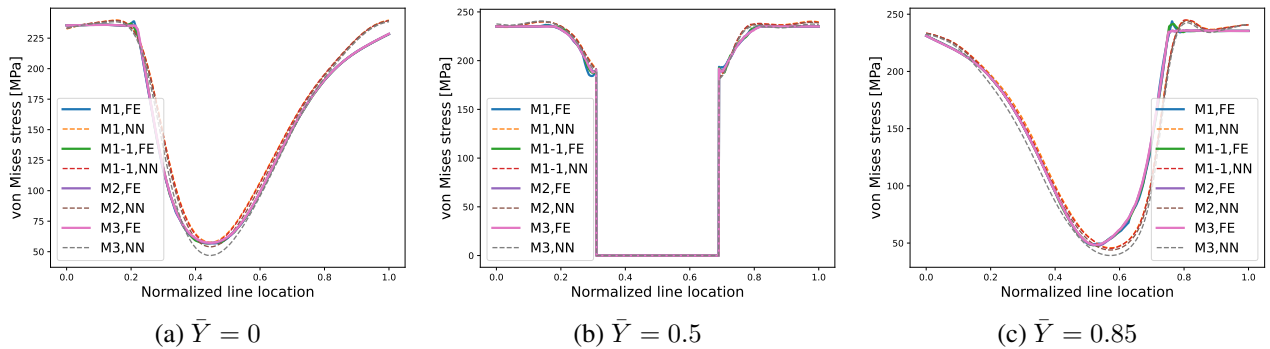 von Mises stress [MPa]
225
200
175
150
125
100
75
50
M1,FE
M1,NN
M1-1,FE
M1-1,NN
M2,FE
M2,NN
M3,FE
M3,NN
0.0 0.2 0.4 0.6 0.8 1.0
Normalized line location
(a) Ȳ = 0
von Mises stress [MPa]
250
200
150
100
50
0
M1,FE
M1,NN
M1-1,FE
M1-1,NN
M2,FE
M2,NN
M3,FE
M3,NN
0.0 0.2 0.4 0.6 0.8 1.0
Normalized line location
(b) Ȳ = 0.5
von Mises stress [MPa]
250
200
150
100
50
M1,FE
M1,NN
M1-1,FE
M1-1,NN
M2,FE
M2,NN
M3,FE
M3,NN
0.0 0.2 0.4 0.6 0.8 1.0
Normalized line location
(c) Ȳ = 0.85